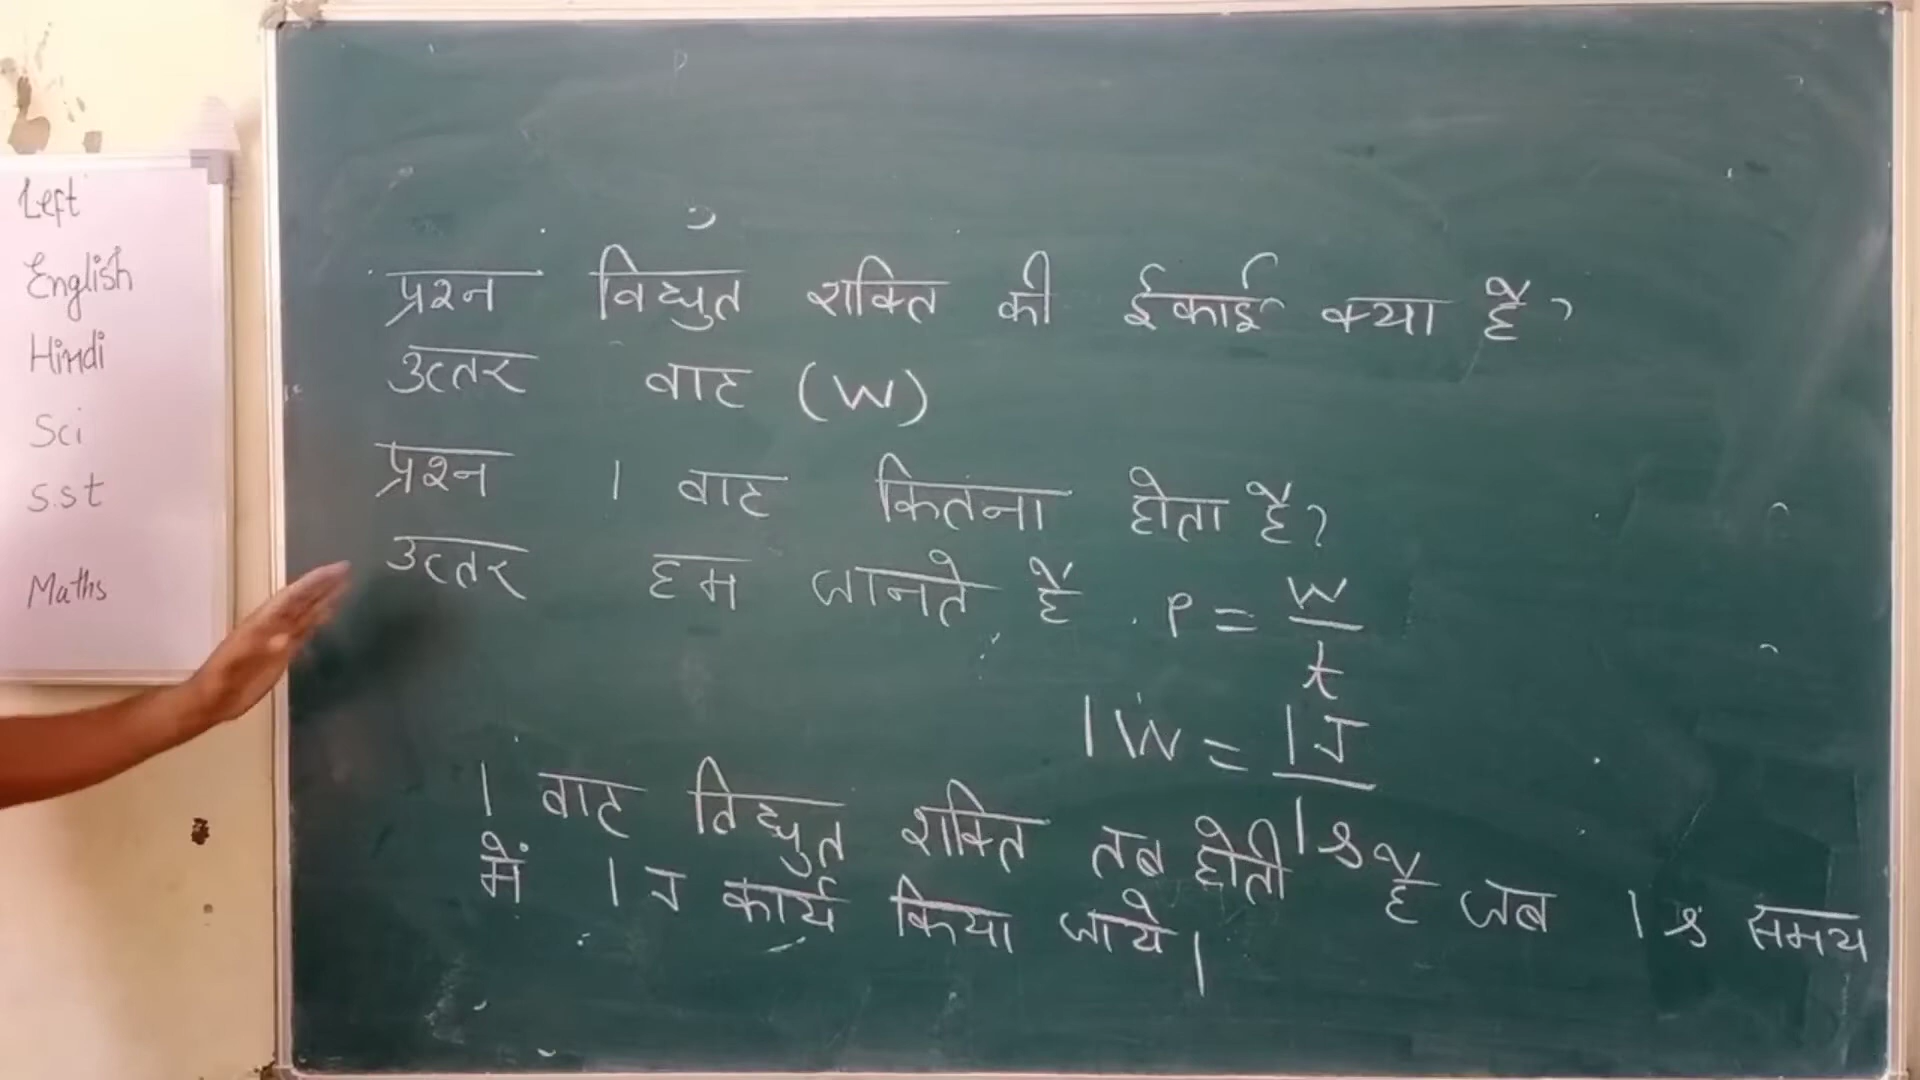 Left
English
Hindi
Sci
S.st
Maths
प्रश्न विद्युत शक्ति की ईकाई क्या है?
उत्तर वाट (W)
प्रश्न 1 वाट कितना होता है?
उत्तर हम जानते हैं . P = W/t
1W = 1J/1s
1 वाट विद्युत शक्ति तब होती है जब 1s समय
में 1J कार्य किया जाये।